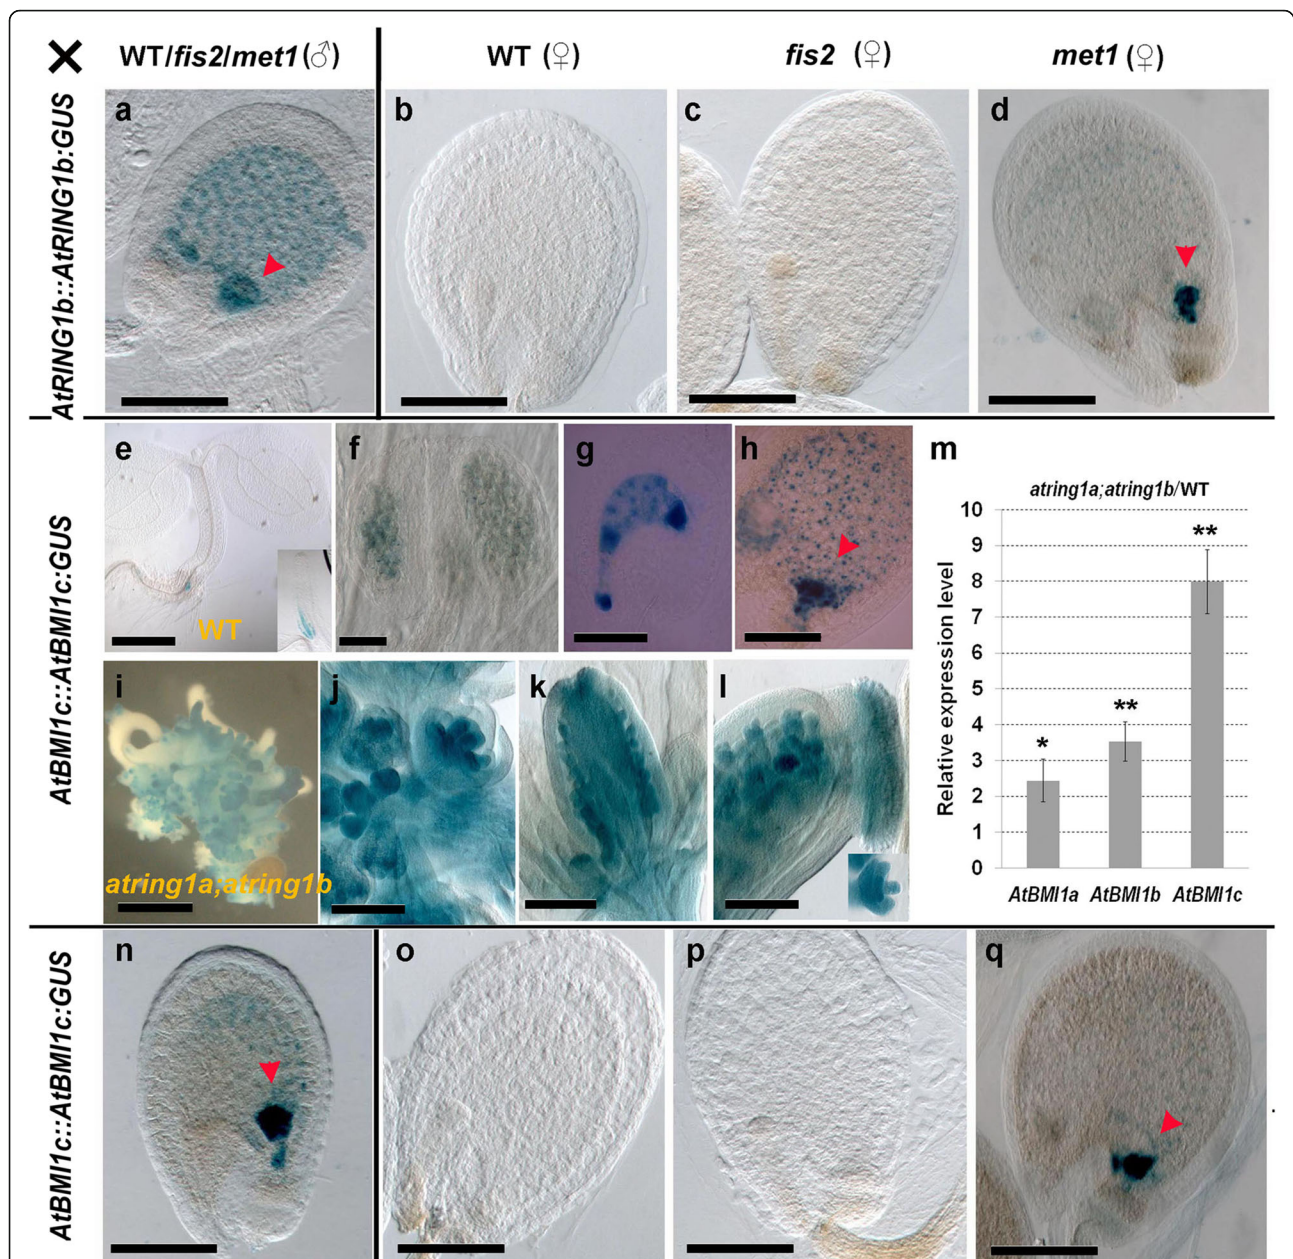 ✕ WT/fis2/met1(♂) WT (♀) fis2 (♀) met1 (♀)
AtRING1b::AtRING1b:GUS
a b c d
AtBMI1c::AtBMI1c:GUS
e f g h
WT
i j k l
atring1a;atring1b
m
atring1a;atring1b/WT
Relative expression level
10
9
8
7
6
5
4
3
2
1
0
* ** **
AtBMI1a AtBMI1b AtBMI1c
AtBMI1c::AtBMI1c:GUS
n o p q